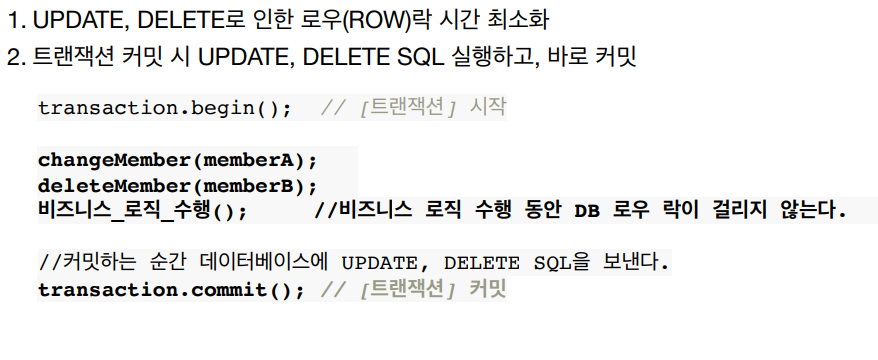 1. UPDATE, DELETE로 인한 로우(ROW)락 시간 최소화
2. 트랜잭션 커밋 시 UPDATE, DELETE SQL 실행하고, 바로 커밋
transaction.begin(); // [트랜잭션] 시작
changeMember(memberA);
deleteMember(memberB);
비즈니스_로직_수행(); //비즈니스 로직 수행 동안 DB 로우 락이 걸리지 않는다.
//커밋하는 순간 데이터베이스에 UPDATE, DELETE SQL을 보낸다.
transaction.commit(); // [트랜잭션] 커밋